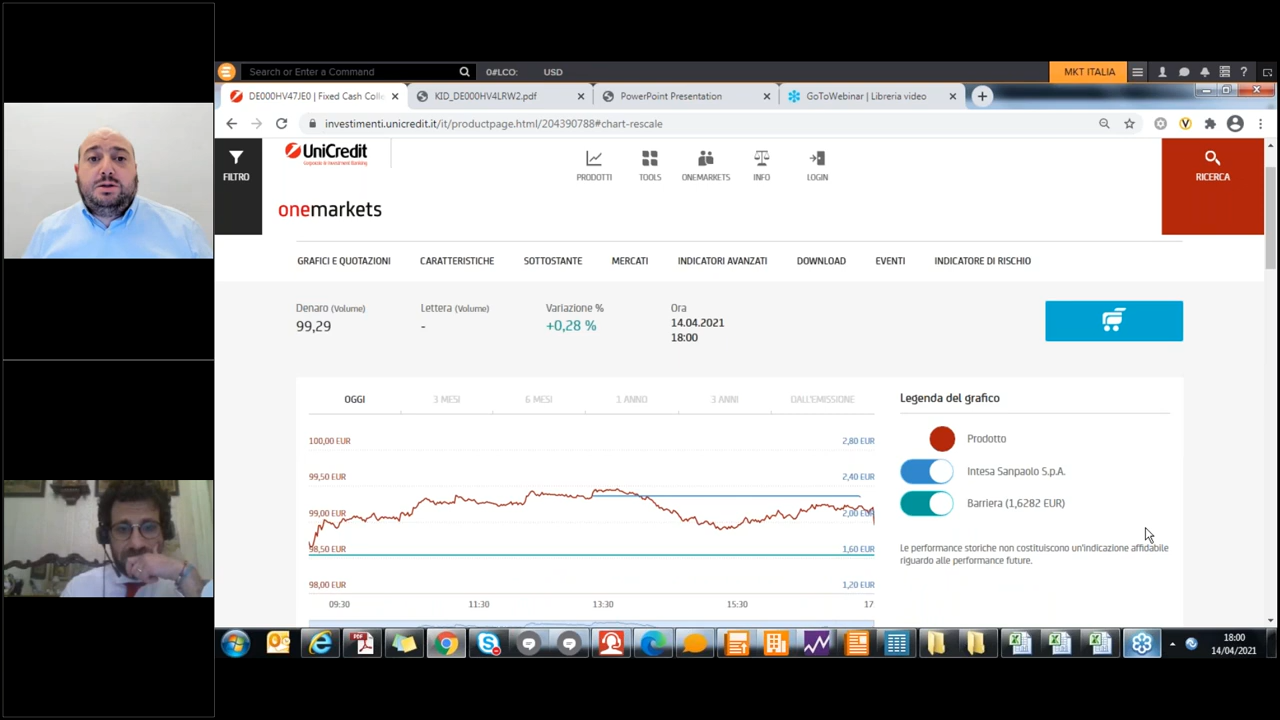 Search or Enter a Command
0#LCO:
USD
MKT ITALIA
?
DE000HV47JE0 | Fixed Cash Colle
KID_DE000HV4LRW2.pdf
PowerPoint Presentation
GoToWebinar | Libreria video
investimenti.unicredit.it/it/productpage.html/204390788#chart-rescale
FILTRO
UniCredit
Corporate & Investment Banking
PRODOTTI
TOOLS
ONEMARKETS
INFO
LOGIN
RICERCA
onemarkets
GRAFICI E QUOTAZIONI
CARATTERISTICHE
SOTTOSTANTE
MERCATI
INDICATORI AVANZATI
DOWNLOAD
EVENTI
INDICATORE DI RISCHIO
Denaro (Volume)
99,29
Lettera (Volume)
-
Variazione %
+0,28 %
Ora
14.04.2021
18:00
OGGI
3 MESI
6 MESI
1 ANNO
3 ANNI
DALL'EMISSIONE
100,00 EUR
2,80 EUR
99,50 EUR
2,40 EUR
99,00 EUR
2,00 EUR
98,50 EUR
1,60 EUR
98,00 EUR
1,20 EUR
09:30
11:30
13:30
15:30
17
Legenda del grafico
Prodotto
Intesa Sanpaolo S.p.A.
Barriera (1,6282 EUR)
Le performance storiche non costituiscono un'indicazione affidabile
riguardo alle performance future.
18:00
14/04/2021